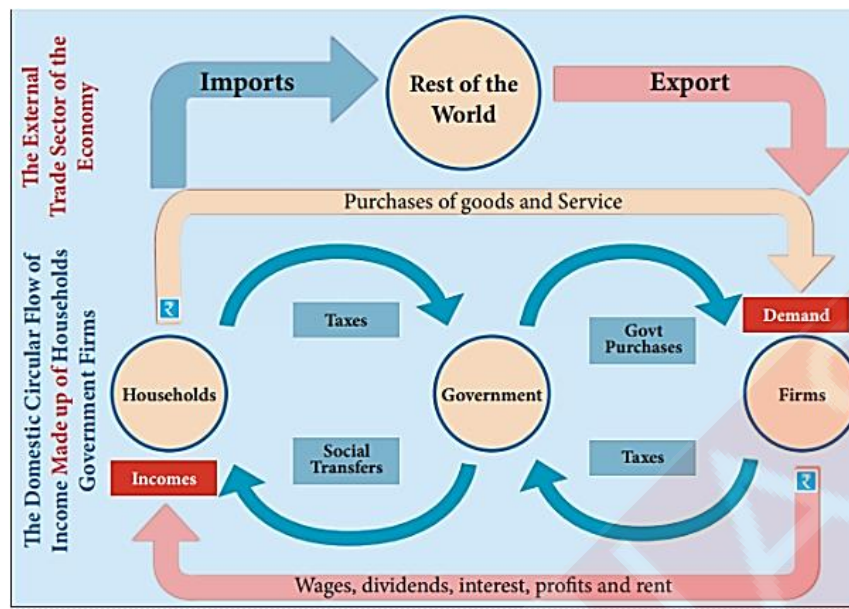 The External
Trade Sector of the
Economy
Imports
Rest of the
World
Export
Purchases of goods and Service
The Domestic Circular Flow of
Income Made up of Households
Government Firms
₹
Taxes
Govt
Purchases
Demand
Households
Government
Firms
Incomes
Social
Transfers
Taxes
₹
Wages, dividends, interest, profits and rent